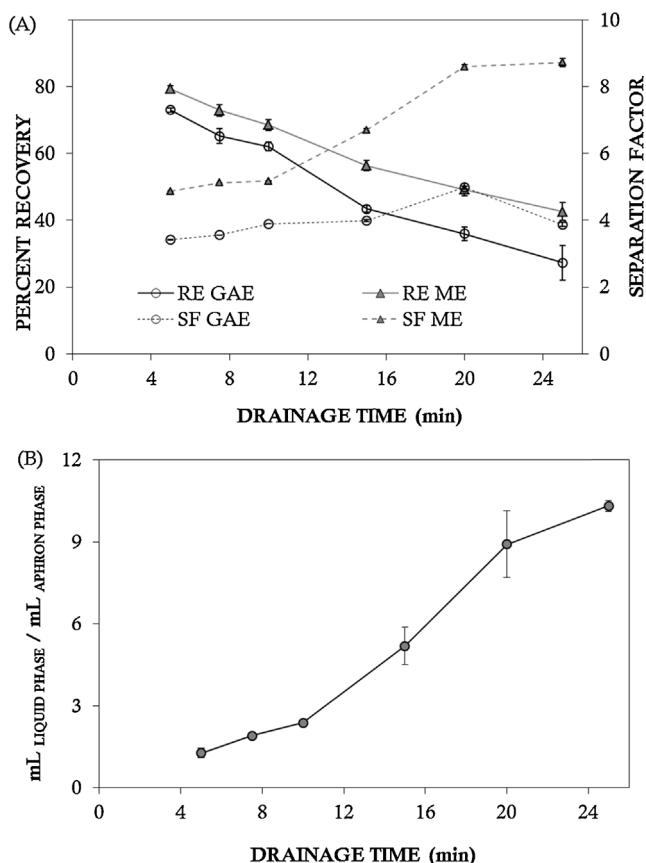 (A)
100
10
80
8
60
6
40
4
20
2
0
0
PERCENT RECOVERY
SEPARATION FACTOR
RE GAE
RE ME
SF GAE
SF ME
0 4 8 12 16 20 24
DRAINAGE TIME (min)
(B)
12
9
6
3
0
mL LIQUID PHASE / mL APHRON PHASE
0 4 8 12 16 20 24
DRAINAGE TIME (min)